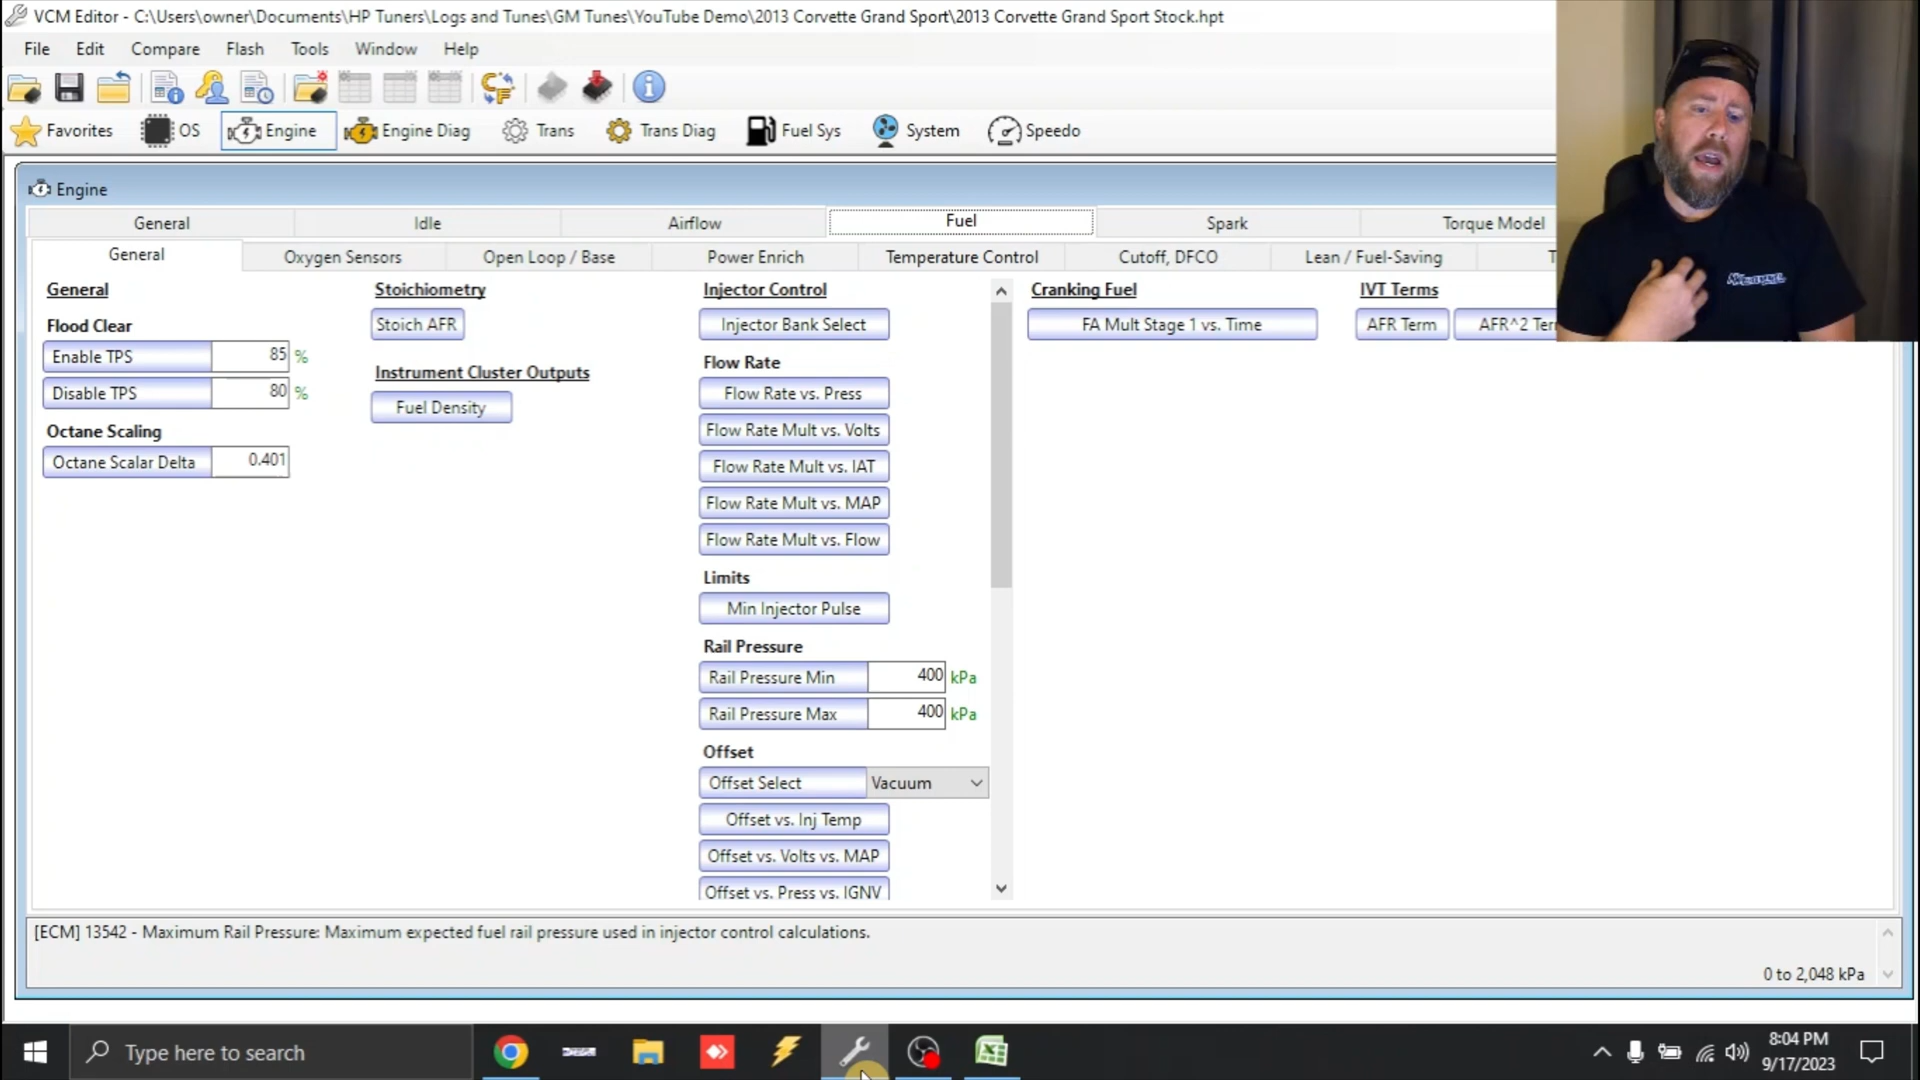 VCM Editor - C:\Users\owner\Documents\HP Tuners\Logs and Tunes\GM Tunes\YouTube Demo\2013 Corvette Grand Sport\2013 Corvette Grand Sport Stock.hpt
File Edit Compare Flash Tools Window Help
Favorites OS Engine Engine Diag Trans Trans Diag Fuel Sys System Speedo
Engine
General Idle Airflow Fuel Spark Torque Model
General Oxygen Sensors Open Loop / Base Power Enrich Temperature Control Cutoff, DFCO Lean / Fuel-Saving
General
Flood Clear
Enable TPS 85 %
Disable TPS 80 %
Octane Scaling
Octane Scalar Delta 0.401
Stoichiometry
Stoich AFR
Instrument Cluster Outputs
Fuel Density
Injector Control
Injector Bank Select
Flow Rate
Flow Rate vs. Press
Flow Rate Mult vs. Volts
Flow Rate Mult vs. IAT
Flow Rate Mult vs. MAP
Flow Rate Mult vs. Flow
Limits
Min Injector Pulse
Rail Pressure
Rail Pressure Min 400 kPa
Rail Pressure Max 400 kPa
Offset
Offset Select Vacuum
Offset vs. Inj Temp
Offset vs. Volts vs. MAP
Offset vs. Press vs. IGNV
Cranking Fuel
FA Mult Stage 1 vs. Time
IVT Terms
AFR Term AFR^2 Ter
[ECM] 13542 - Maximum Rail Pressure: Maximum expected fuel rail pressure used in injector control calculations.
0 to 2,048 kPa
Type here to search
8:04 PM
9/17/2023